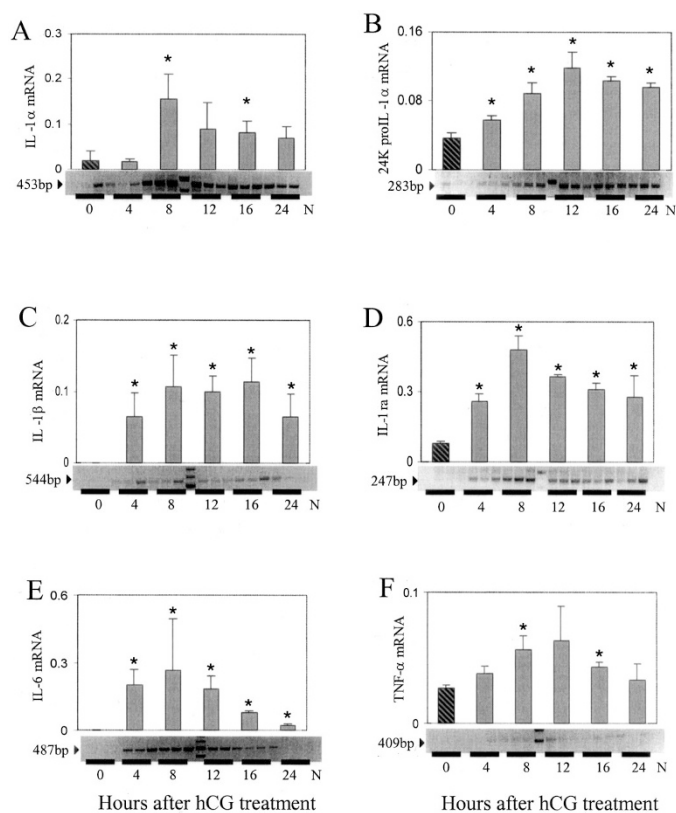 A
IL -1α mRNA
0.3
0.2
0.1
0
*
*
453bp
0 4 8 12 16 24 N
B
24K proIL -1α mRNA
0.16
0.08
0.00
*
*
*
*
*
283bp
0 4 8 12 16 24 N
C
IL -1β mRNA
0.2
0.1
0
*
*
*
*
*
544bp
0 4 8 12 16 24 N
D
IL-1ra mRNA
0.6
0.3
0
*
*
*
*
*
247bp
0 4 8 12 16 24 N
E
IL-6 mRNA
0.6
0.3
0
*
*
*
*
*
487bp
0 4 8 12 16 24 N
Hours after hCG treatment
F
TNF-α mRNA
0.1
0
*
*
409bp
0 4 8 12 16 24 N
Hours after hCG treatment